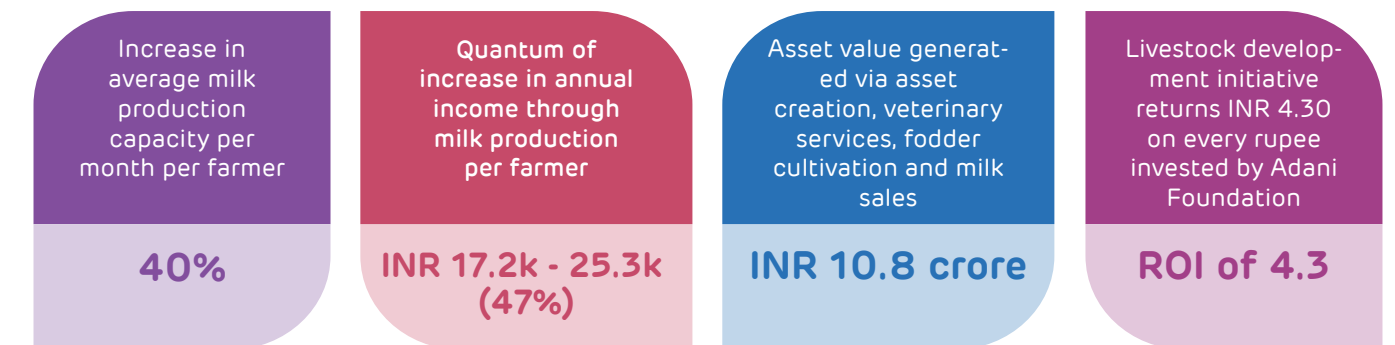 Increase in
average milk
production
capacity per
month per farmer
40%
Quantum of
increase in annual
income through
milk production
per farmer
INR 17.2k - 25.3k
(47%)
Asset value generat-
ed via asset
creation, veterinary
services, fodder
cultivation and milk
sales
INR 10.8 crore
Livestock develop-
ment initiative
returns INR 4.30
on every rupee
invested by Adani
Foundation
ROI of 4.3